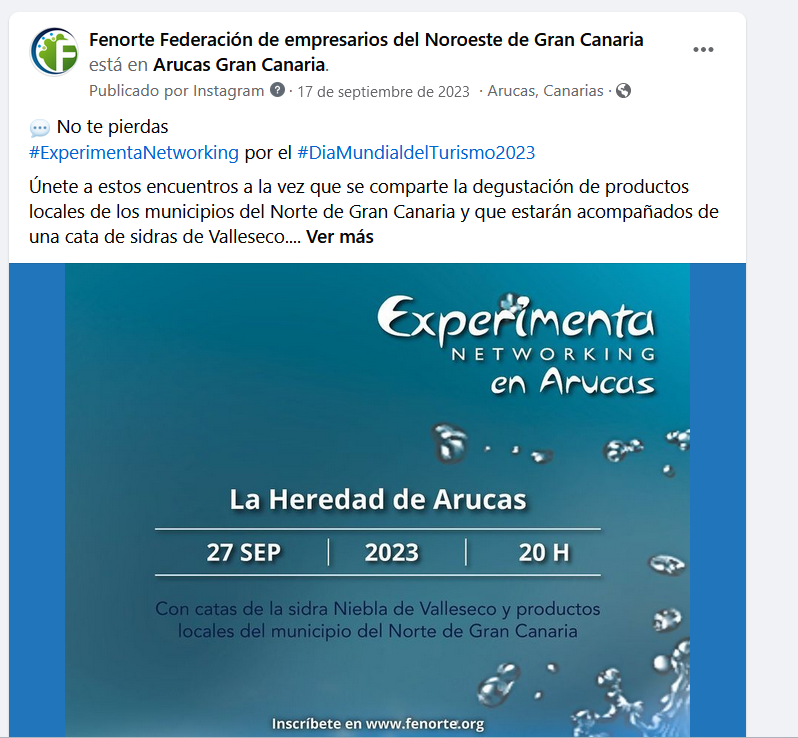 Fenorte Federación de empresarios del Noroeste de Gran Canaria
está en Arucas Gran Canaria.
Publicado por Instagram · 17 de septiembre de 2023 · Arucas, Canarias ·
No te pierdas
#ExperimentaNetworking por el #DiaMundialdelTurismo2023
Únete a estos encuentros a la vez que se comparte la degustación de productos
locales de los municipios del Norte de Gran Canaria y que estarán acompañados de
una cata de sidras de Valleseco.... Ver más
Experimenta
NETWORKING
en Arucas
La Heredad de Arucas
27 SEP | 2023 | 20 H
Con catas de la sidra Niebla de Valleseco y productos
locales del municipio del Norte de Gran Canaria
Inscríbete en www.fenorte.org